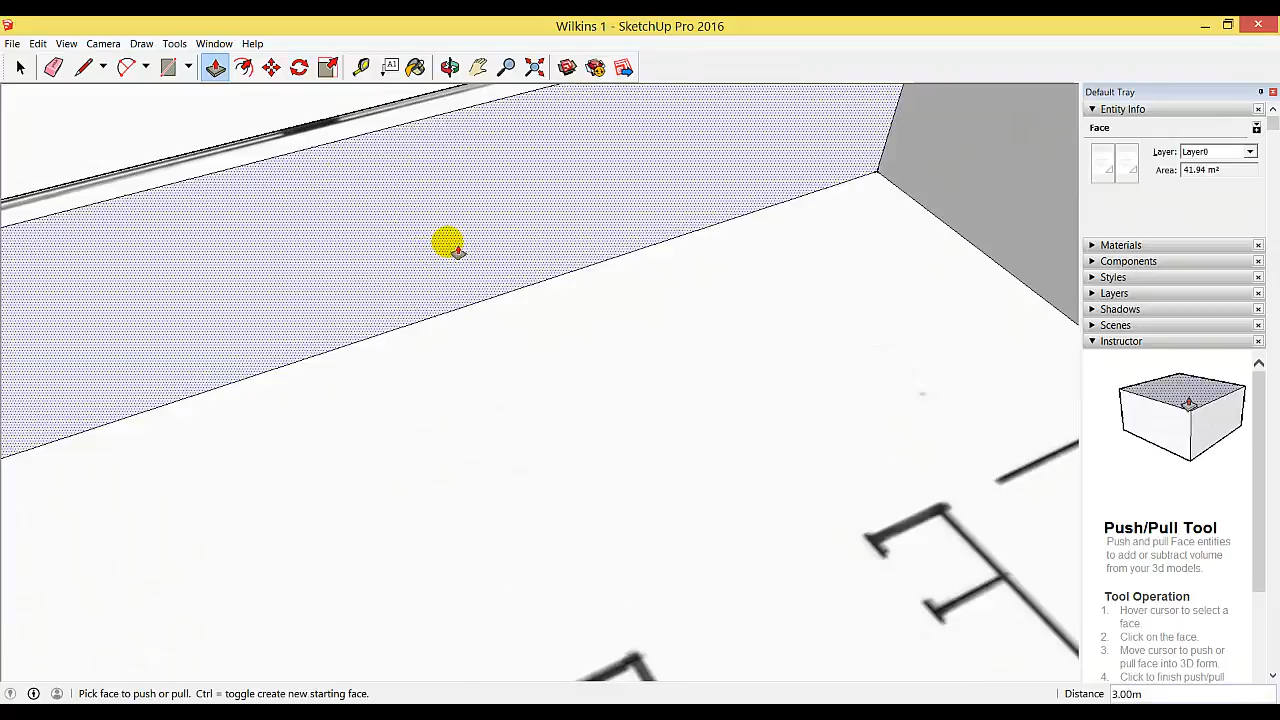 Wilkins 1 - SketchUp Pro 2016
File Edit View Camera Draw Tools Window Help
A1
Default Tray
Entity Info
Face
Layer: Layer0
Area: 41.94 m²
Materials
Components
Styles
Layers
Shadows
Scenes
Instructor
Push/Pull Tool
Push and pull Face entities
to add or subtract volume
from your 3d models.
Tool Operation
1. Hover cursor to select a
face.
2. Click on the face.
3. Move cursor to push or
pull face into 3D form.
4. Click to finish push/pull
Pick face to push or pull. Ctrl = toggle create new starting face.
Distance 3.00m